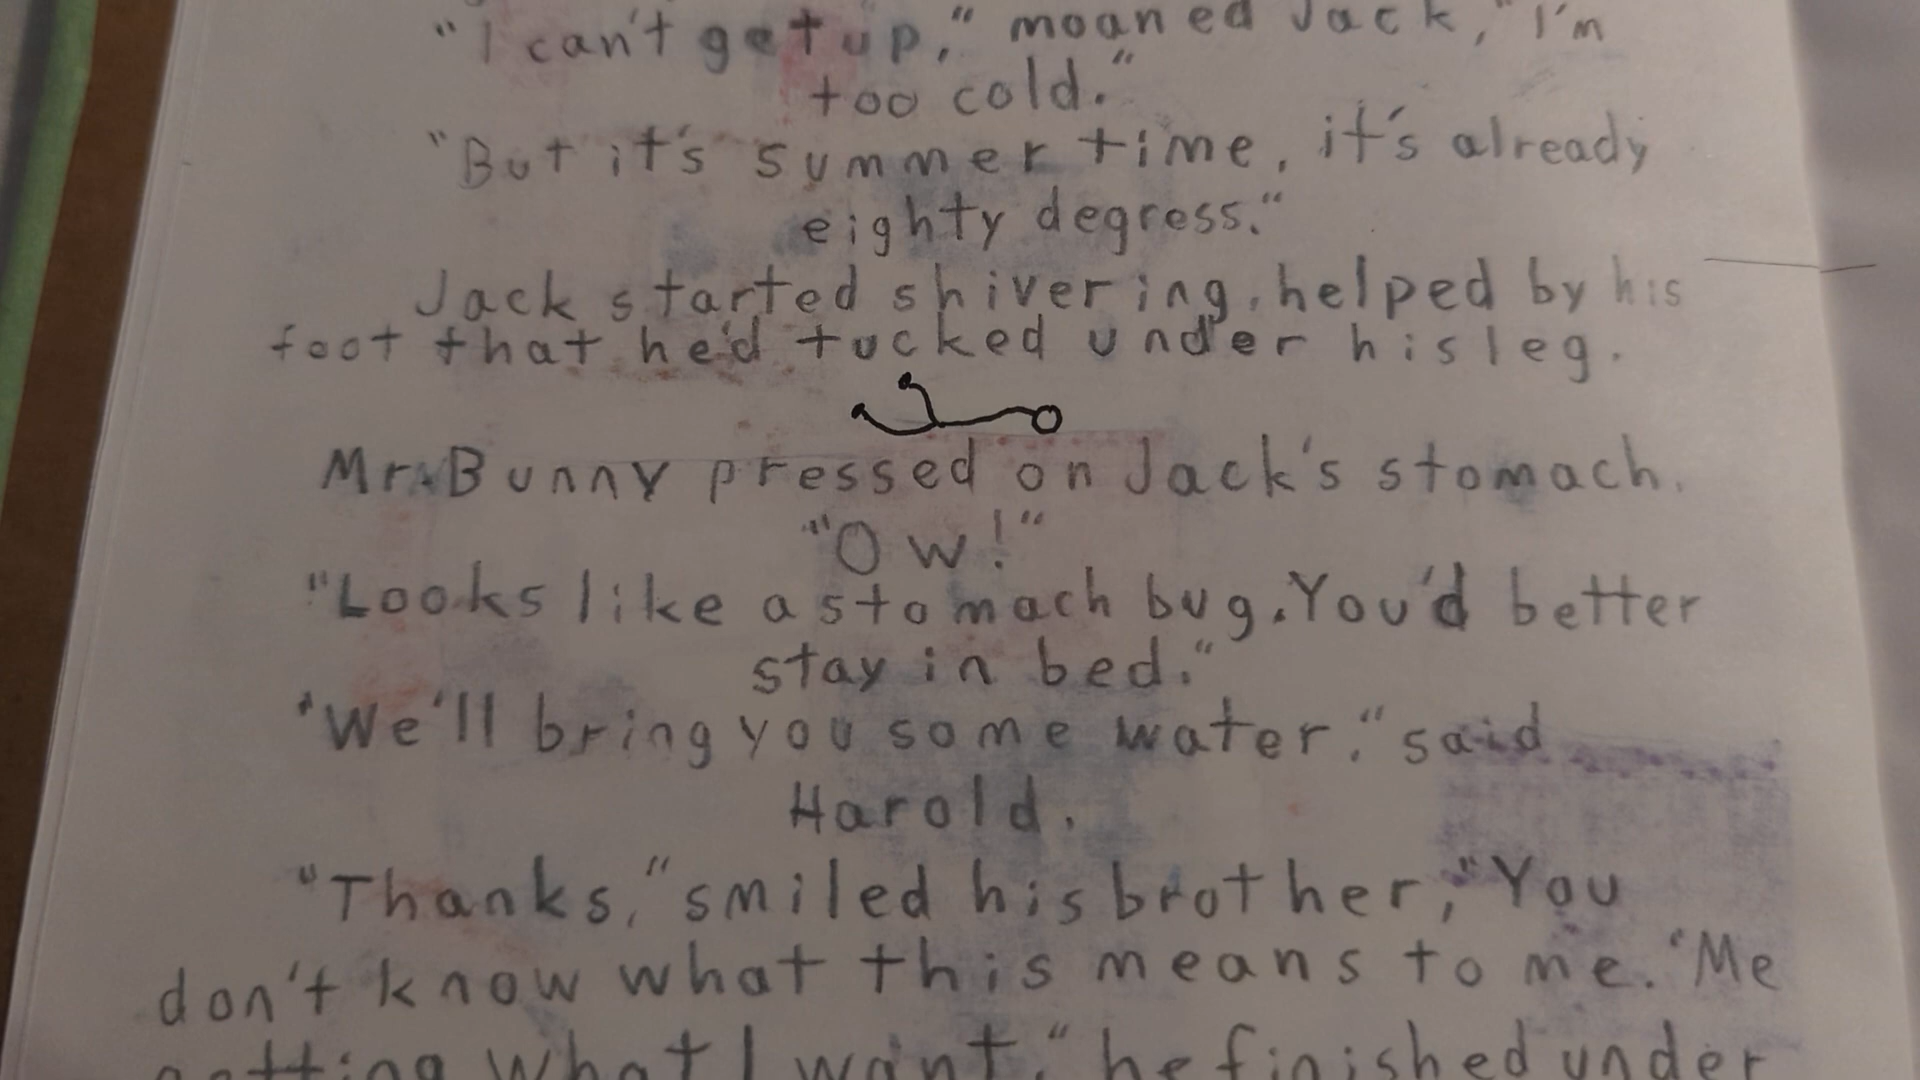 "I can't get up," moaned Jack, "I'm
too cold."
"But it's summer time, it's already
eighty degress."
Jack started shivering, helped by his
foot that he'd tucked under his leg.
Mr. Bunny pressed on Jack's stomach.
"Ow!"
"Looks like a stomach bug. You'd better
stay in bed."
"We'll bring you some water." said
Harold.
"Thanks," smiled his brother, "You
don't know what this means to me. "Me
getting what I want," he finished under